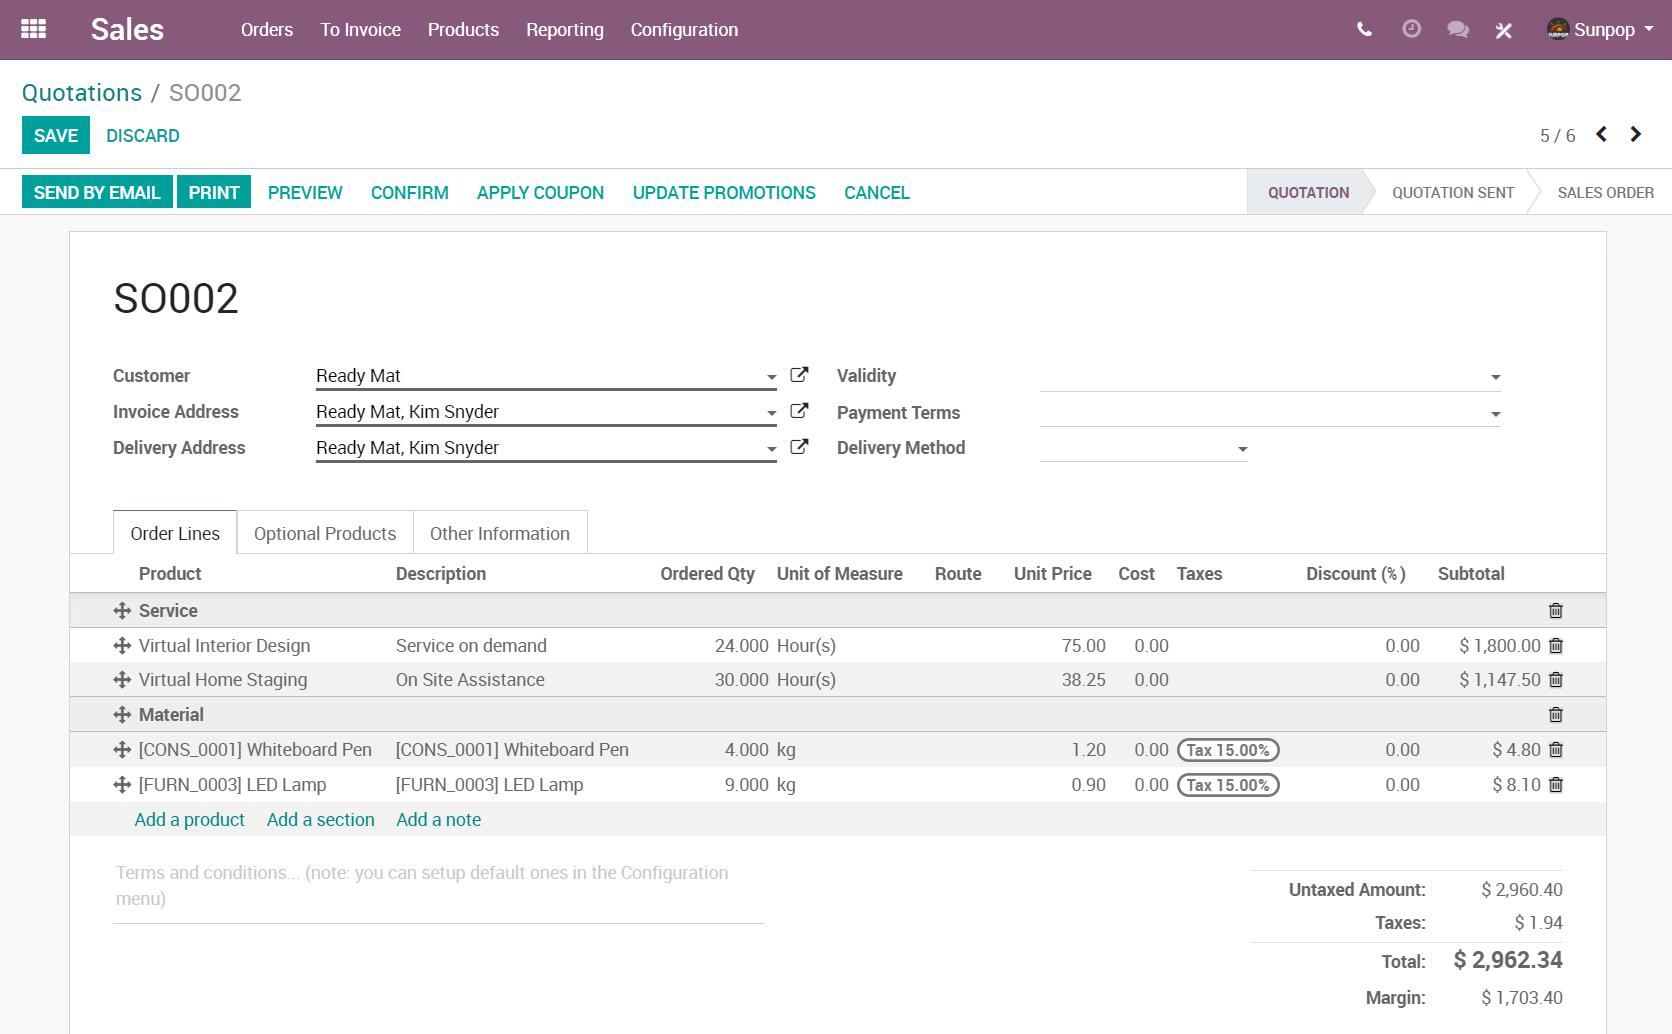 Sales Orders To Invoice Products Reporting Configuration Sunpop
Quotations / SO002
SAVE DISCARD 5 / 6
SEND BY EMAIL PRINT PREVIEW CONFIRM APPLY COUPON UPDATE PROMOTIONS CANCEL QUOTATION QUOTATION SENT SALES ORDER
SO002
Customer Ready Mat Validity
Invoice Address Ready Mat, Kim Snyder Payment Terms
Delivery Address Ready Mat, Kim Snyder Delivery Method
Order Lines Optional Products Other Information
Product Description Ordered Qty Unit of Measure Route Unit Price Cost Taxes Discount (%) Subtotal
Service
Virtual Interior Design Service on demand 24.000 Hour(s) 75.00 0.00 0.00 $ 1,800.00
Virtual Home Staging On Site Assistance 30.000 Hour(s) 38.25 0.00 0.00 $ 1,147.50
Material
[CONS_0001] Whiteboard Pen [CONS_0001] Whiteboard Pen 4.000 kg 1.20 0.00 Tax 15.00% 0.00 $ 4.80
[FURN_0003] LED Lamp [FURN_0003] LED Lamp 9.000 kg 0.90 0.00 Tax 15.00% 0.00 $ 8.10
Add a product Add a section Add a note
Terms and conditions... (note: you can setup default ones in the Configuration
menu)
Untaxed Amount: $ 2,960.40
Taxes: $ 1.94
Total: $ 2,962.34
Margin: $ 1,703.40